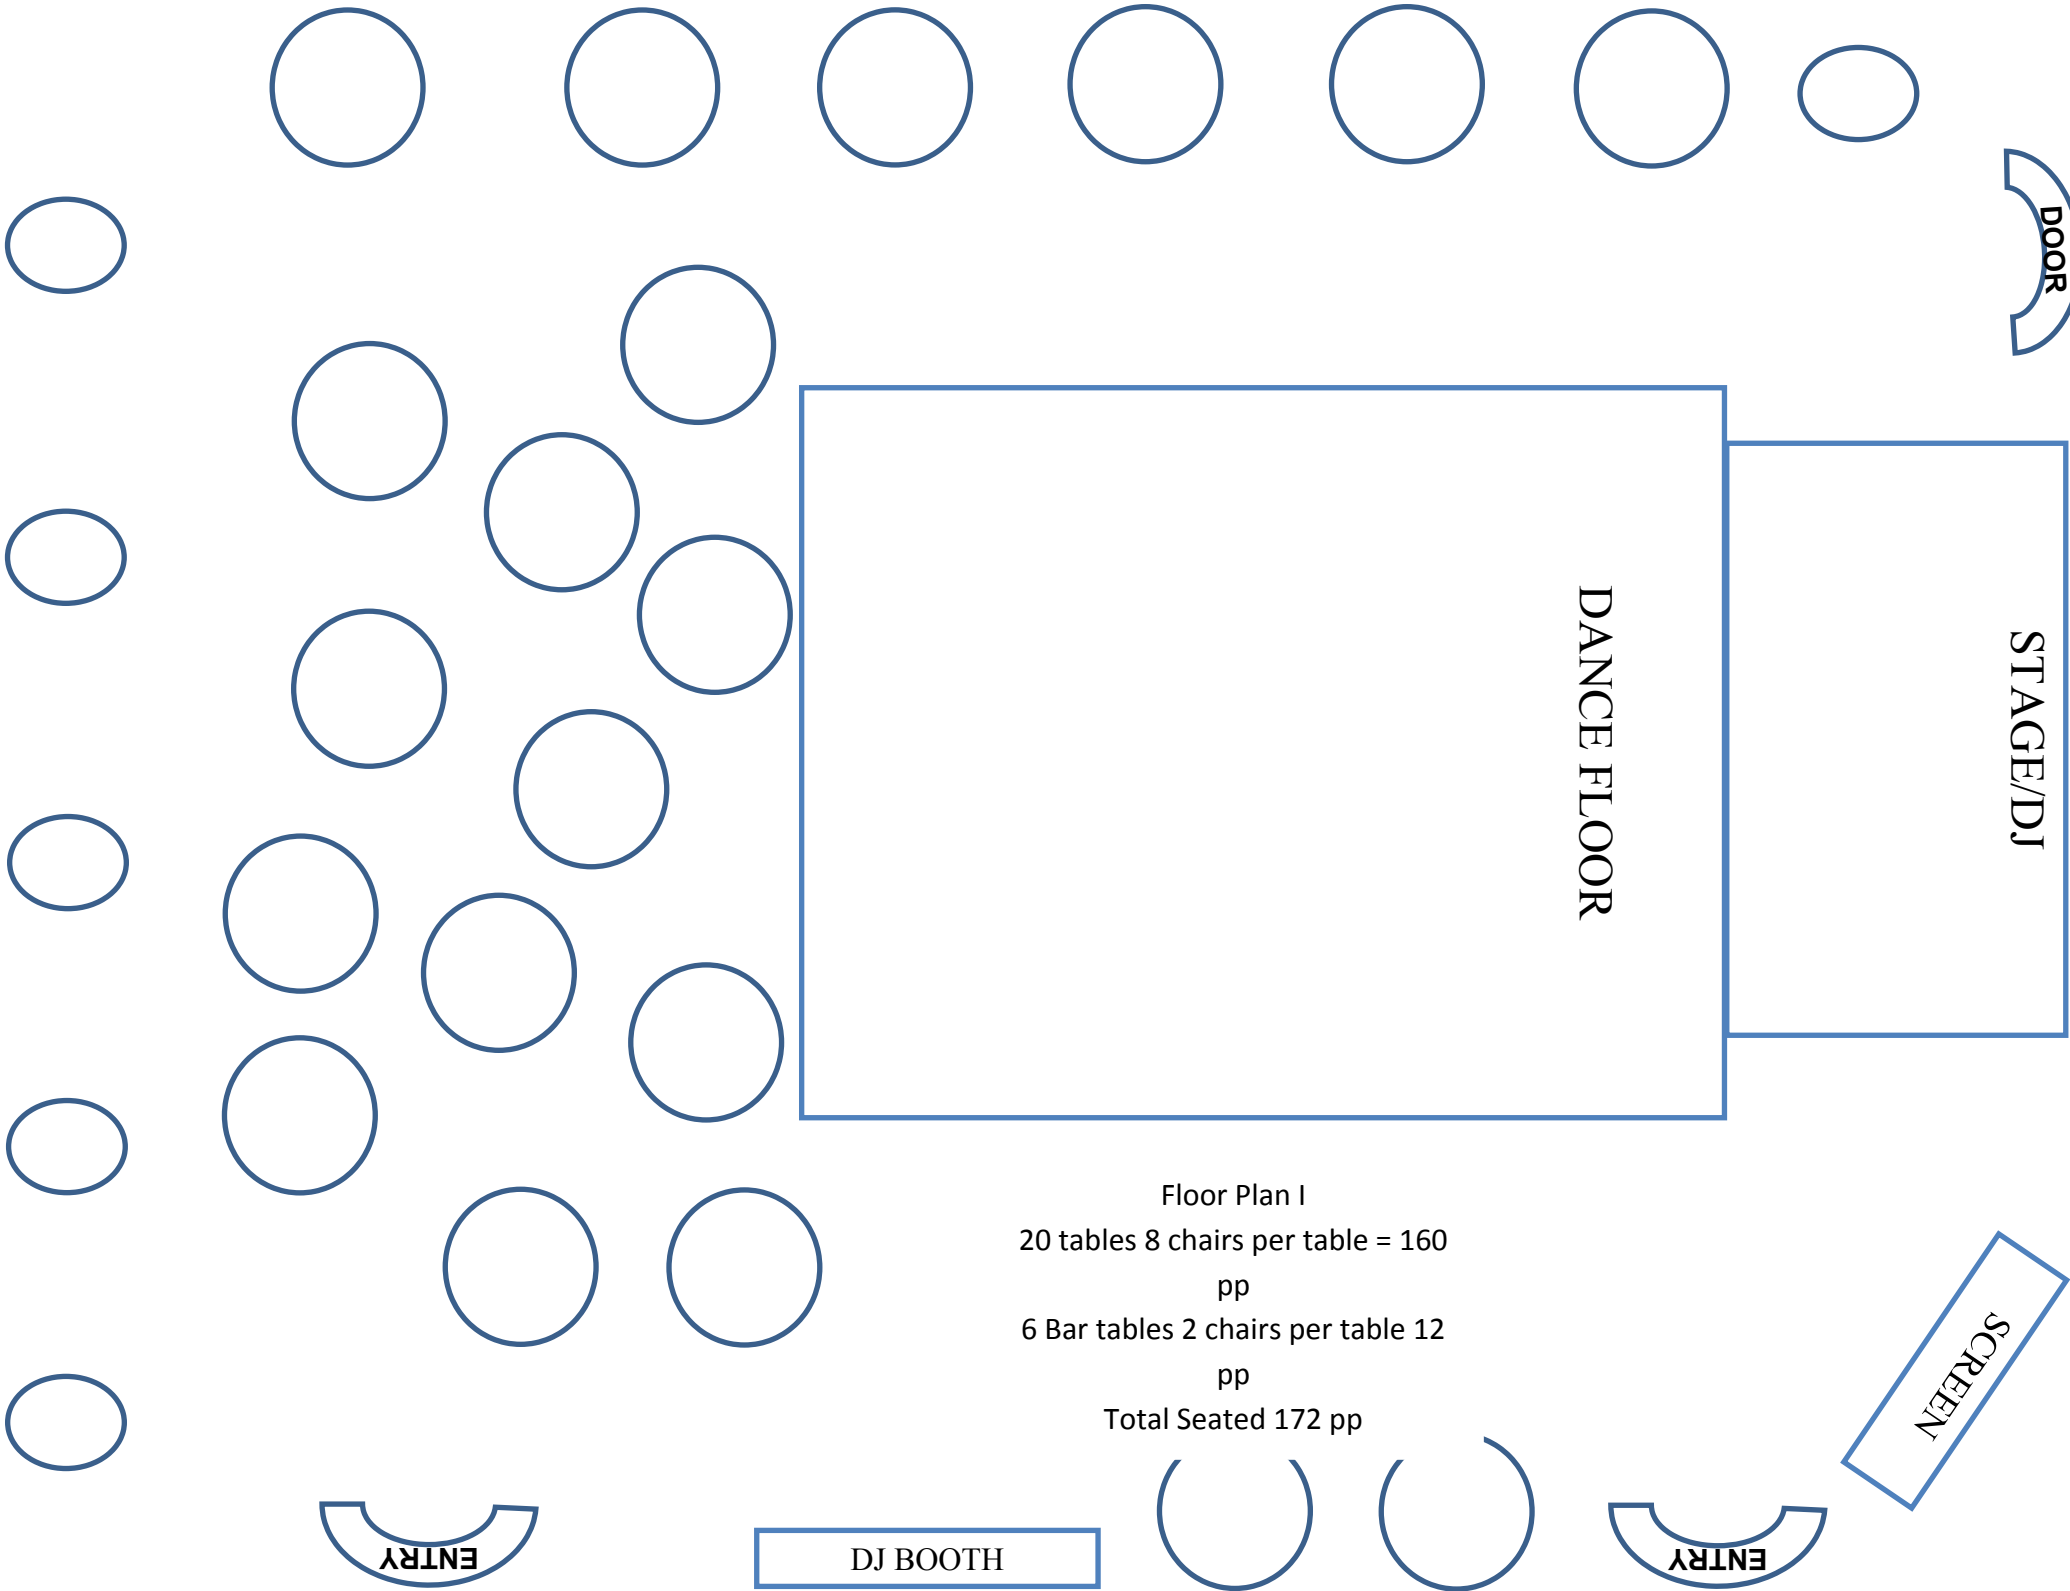 DOOR
DANCE FLOOR
STAGE/DJ
Floor Plan I
20 tables 8 chairs per table = 160
pp
6 Bar tables 2 chairs per table 12
pp
Total Seated 172 pp
SCREEN
ENTRY
DJ BOOTH
ENTRY